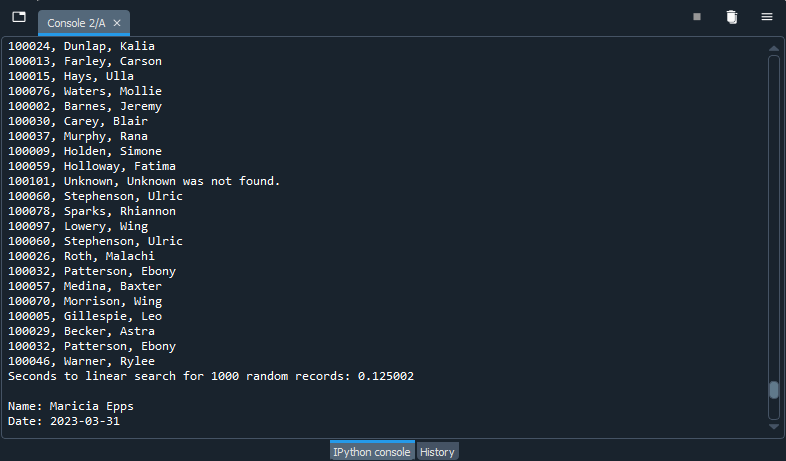 Console 2/A
100024, Dunlap, Kalia
100013, Farley, Carson
100015, Hays, Ulla
100076, Waters, Mollie
100002, Barnes, Jeremy
100030, Carey, Blair
100037, Murphy, Rana
100009, Holden, Simone
100059, Holloway, Fatima
100101, Unknown, Unknown was not found.
100060, Stephenson, Ulric
100078, Sparks, Rhiannon
100097, Lowery, Wing
100060, Stephenson, Ulric
100026, Roth, Malachi
100032, Patterson, Ebony
100057, Medina, Baxter
100070, Morrison, Wing
100005, Gillespie, Leo
100029, Becker, Astra
100032, Patterson, Ebony
100046, Warner, Rylee
Seconds to linear search for 1000 random records: 0.125002
Name: Maricia Epps
Date: 2023-03-31
IPython console History